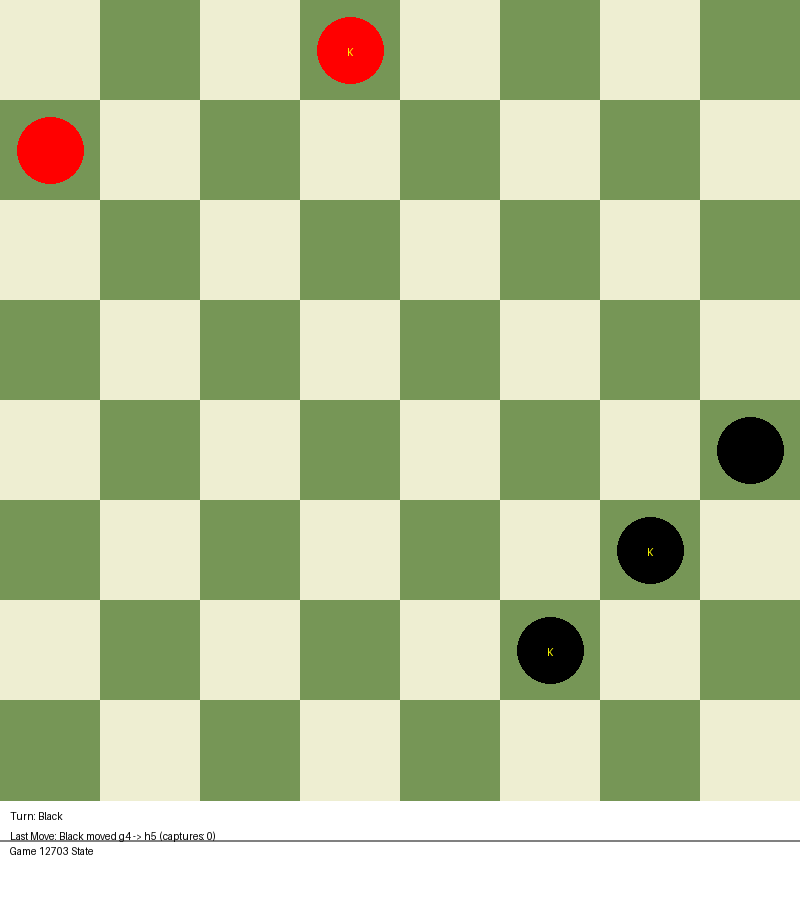 K
K
K
Turn: Black
Last Move: Black moved g4 -> h5 (captures: 0)
Game 12703 State